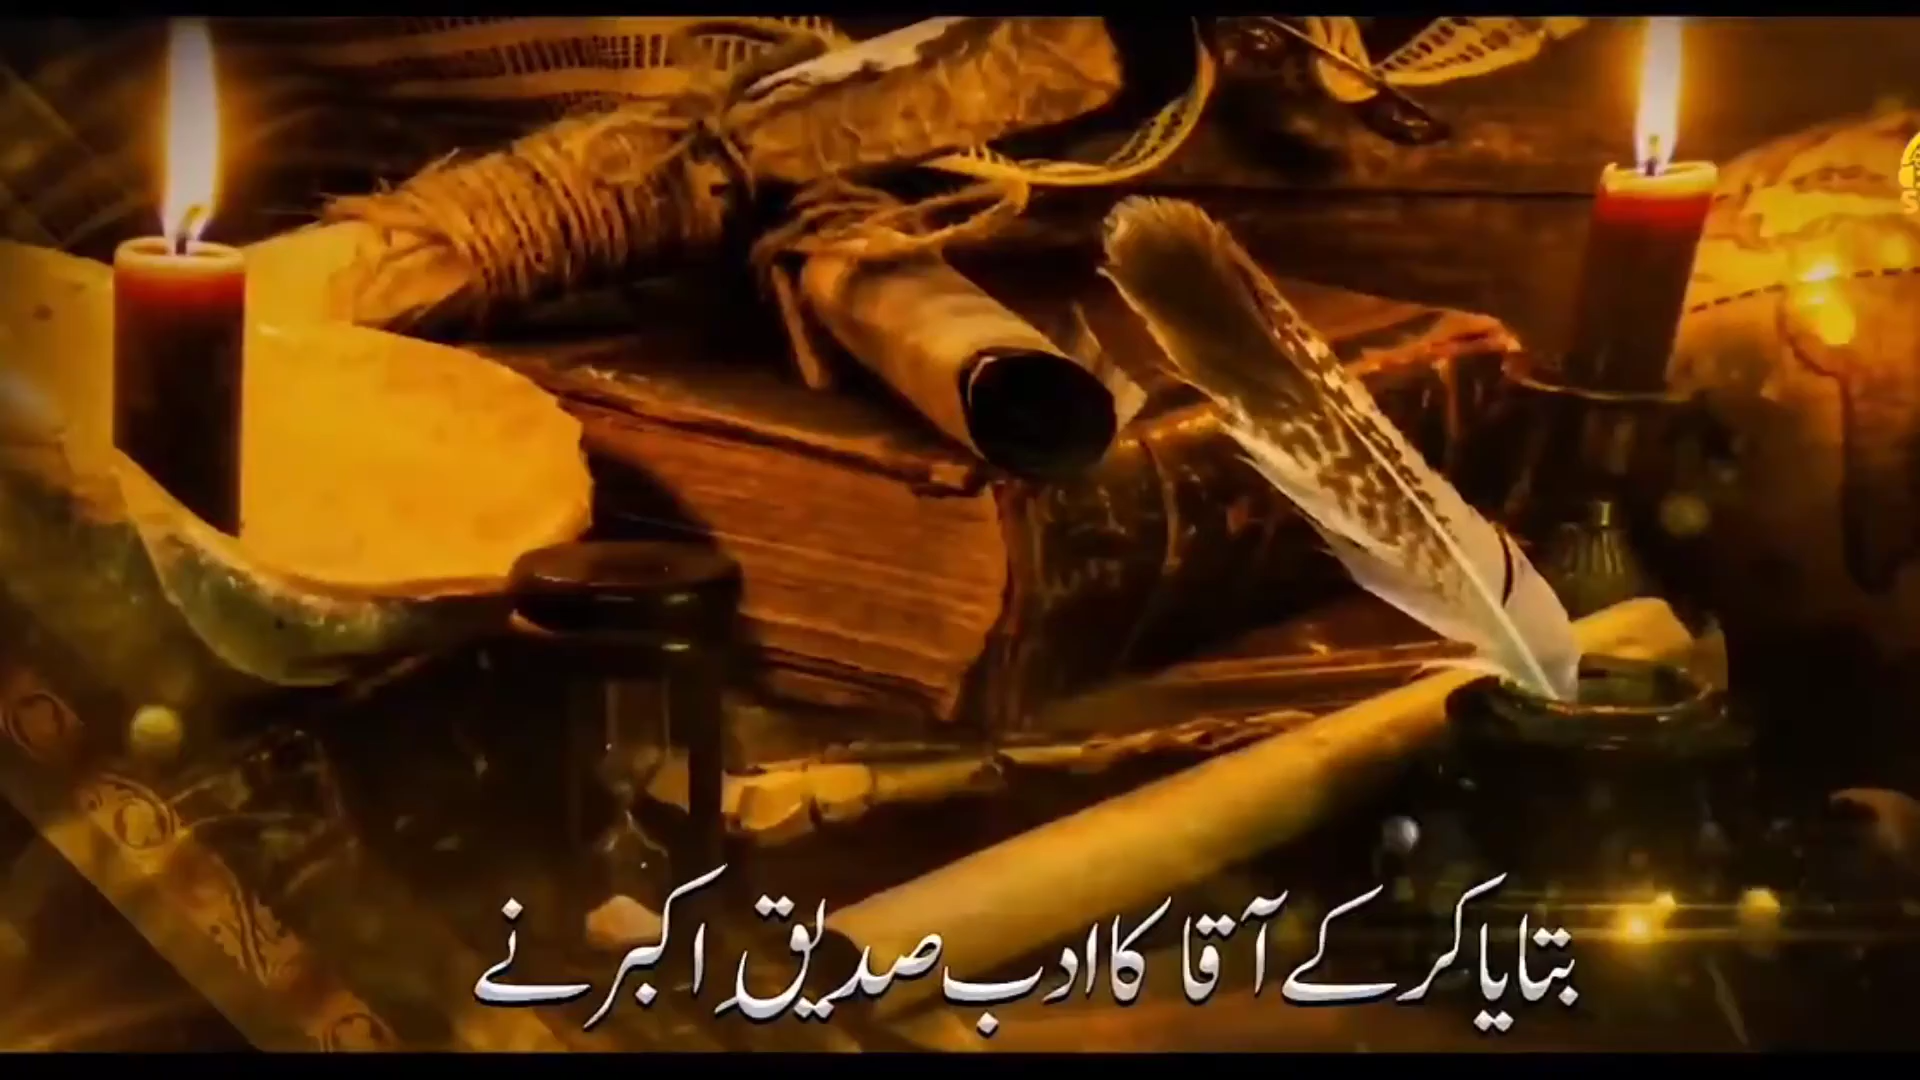 بتایا کر کے آقا کا ادب صدیقِ اکبر نے